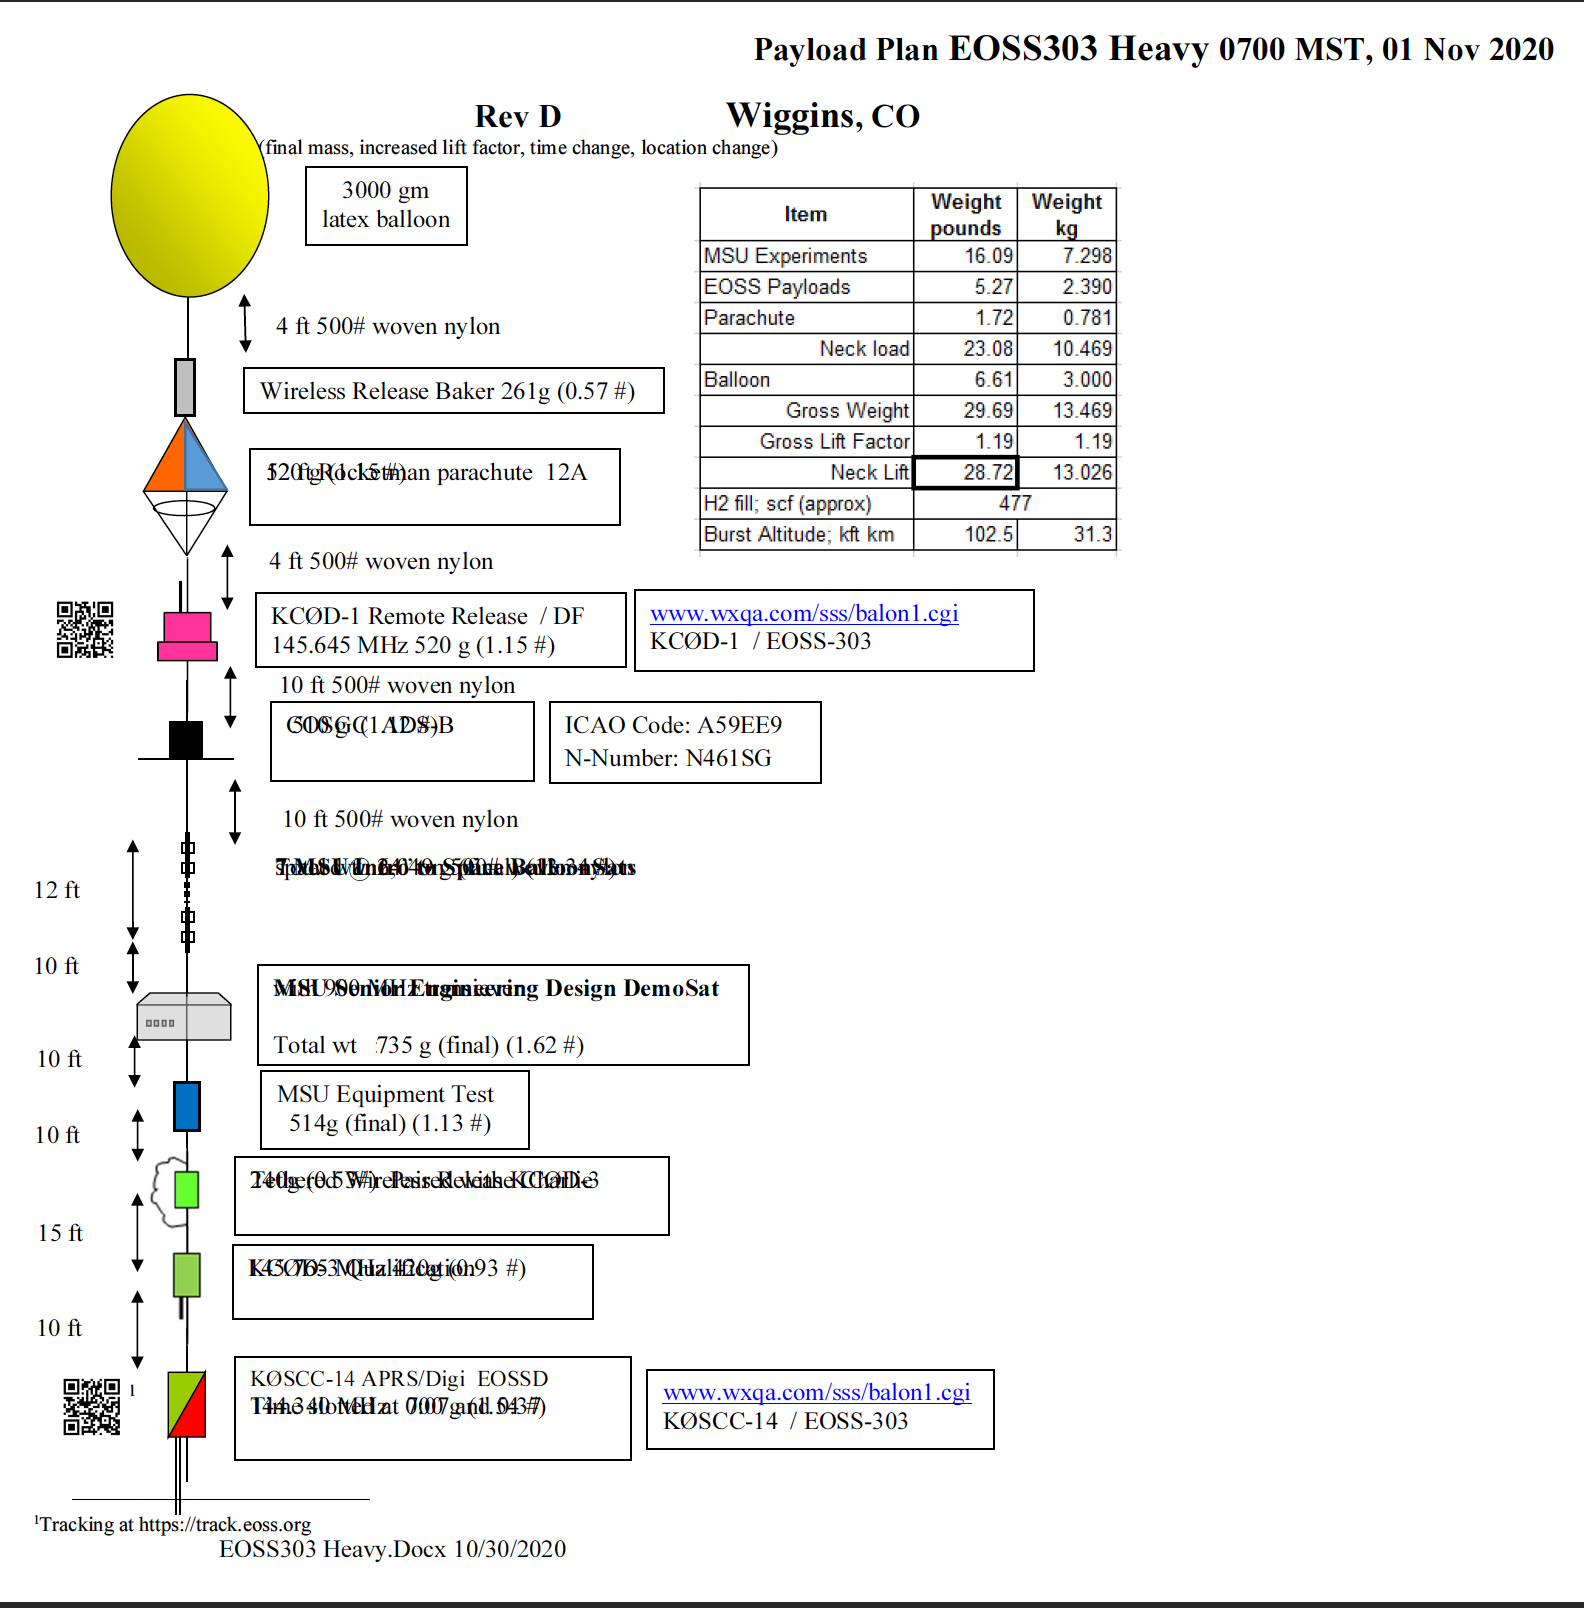 Payload Plan EOSS303 Heavy 0700 MST, 01 Nov 2020
Rev D Wiggins, CO
(final mass, increased lift factor, time change, location change)
3000 gm
latex balloon
Item Weight pounds Weight kg
MSU Experiments 16.09 7.298
EOSS Payloads 5.27 2.390
Parachute 1.72 0.781
Neck load 23.08 10.469
Balloon 6.61 3.000
Gross Weight 29.69 13.469
Gross Lift Factor 1.19 1.19
Neck Lift 28.72 13.026
H2 fill; scf (approx) 477
Burst Altitude; kft km 102.5 31.3
4 ft 500# woven nylon
Wireless Release Baker 261g (0.57 #)
parachute 12A
4 ft 500# woven nylon
KCØD-1 Remote Release / DF
145.645 MHz 520 g (1.15 #)
www.wxqa.com/sss/balon1.cgi
KCØD-1 / EOSS-303
10 ft 500# woven nylon
ICAO Code: A59EE9
N-Number: N461SG
10 ft 500# woven nylon
12 ft
10 ft
MSU Senior Engineering Design DemoSat
Total wt 735 g (final) (1.62 #)
10 ft
MSU Equipment Test
514g (final) (1.13 #)
10 ft
15 ft
10 ft
KØSCC-14 APRS/Digi EOSSD
www.wxqa.com/sss/balon1.cgi
KØSCC-14 / EOSS-303
1
1Tracking at https://track.eoss.org
EOSS303 Heavy.Docx 10/30/2020